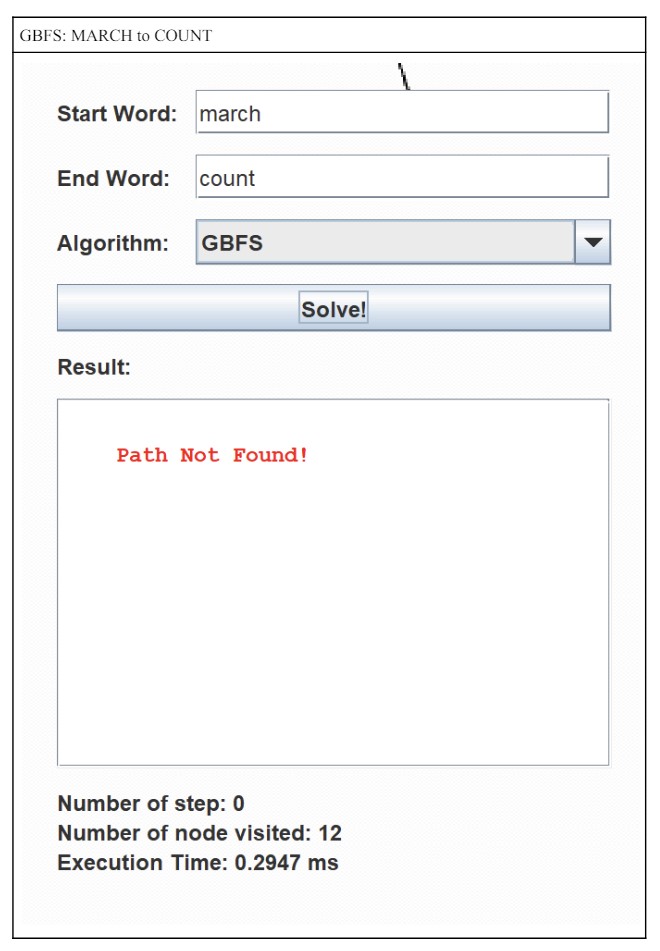 GBFS: MARCH to COUNT
Start Word: march
End Word: count
Algorithm: GBFS
Solve!
Result:
Path Not Found!
Number of step: 0
Number of node visited: 12
Execution Time: 0.2947 ms